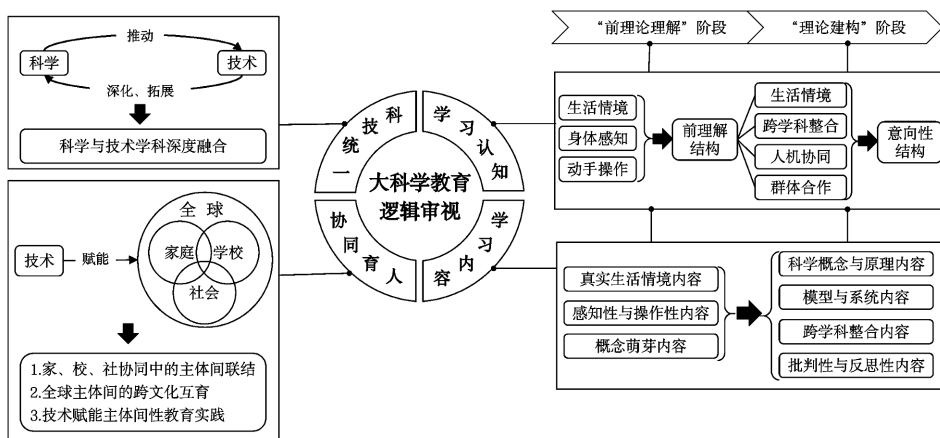 推动
科学
技术
深化、拓展
科学与技术学科深度融合
技术
赋能
全球
家庭
学校
社会
1.家、校、社协同中的主体间联结
2.全球主体间的跨文化互育
3.技术赋能主体间性教育实践
科技统一
学习认知
协同育人
学习内容
大科学教育
逻辑审视
“前理论理解”阶段
“理论建构”阶段
生活情境
身体感知
动手操作
前理解
结构
生活情境
跨学科整合
人机协同
群体合作
意向性
结构
真实生活情境内容
感知性与操作性内容
概念萌芽内容
科学概念与原理内容
模型与系统内容
跨学科整合内容
批判性与反思性内容